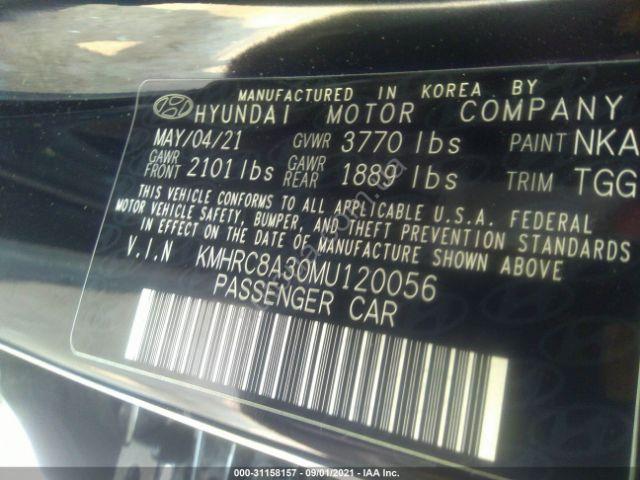 MANUFACTURED IN KOREA BY
HYUNDAI MOTOR COMPANY
MAY/04/21 GVWR 3770 lbs PAINT NKA
GAWR FRONT 2101 lbs GAWR REAR 1889 lbs TRIM TGG
THIS VEHICLE CONFORMS TO ALL APPLICABLE U.S.A. FEDERAL
MOTOR VEHICLE SAFETY, BUMPER, AND THEFT PREVENTION STANDARDS
IN EFFECT ON THE DATE OF MANUFACTURE SHOWN ABOVE
V.I.N KMHRC8A30MU120056
PASSENGER CAR
000-31158157 - 09/01/2021 - IAA Inc.